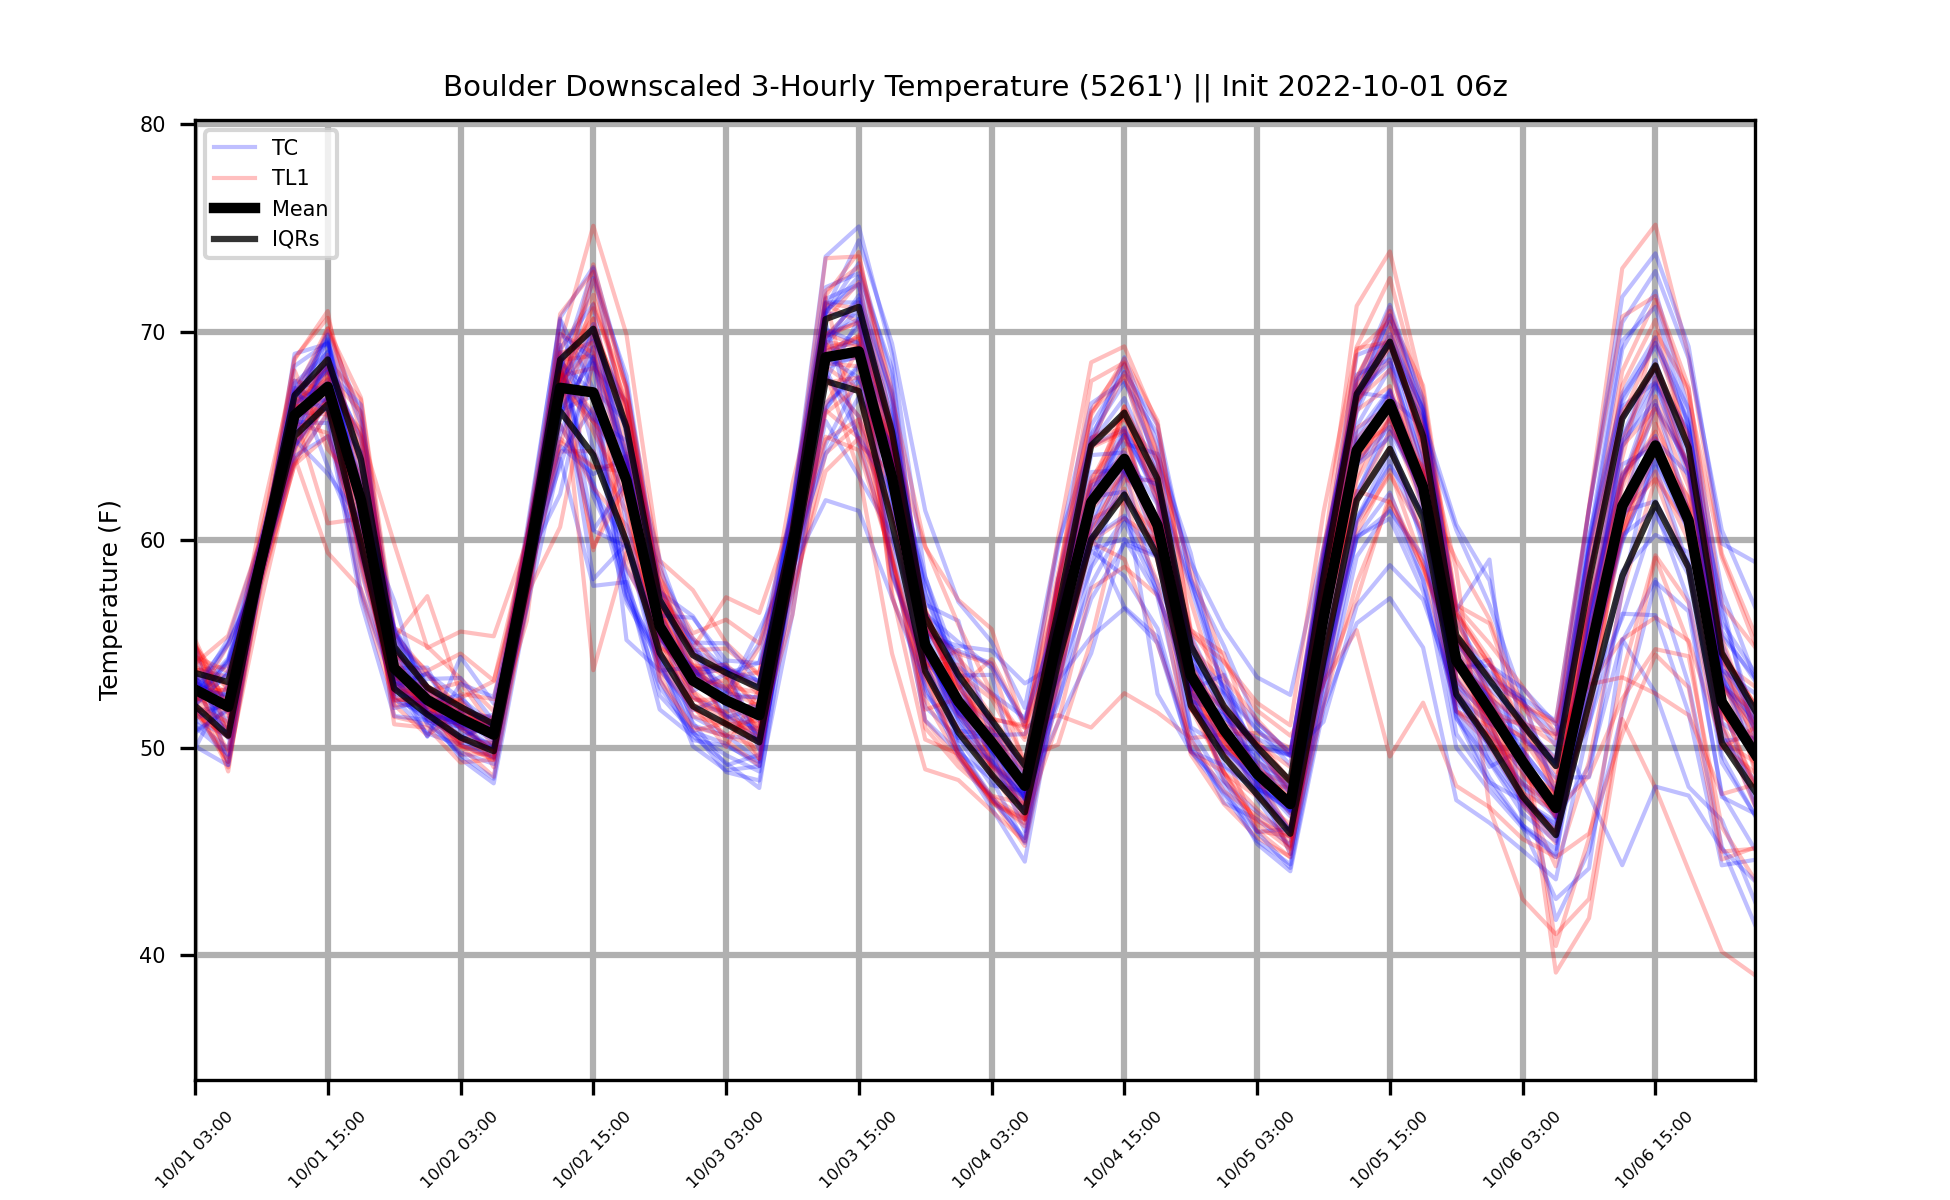 Boulder Downscaled 3-Hourly Temperature (5261') || Init 2022-10-01 06z
80
70
60
50
40
Temperature (F)
TC
TL1
Mean
IQRs
10/01 03:00
10/01 15:00
10/02 03:00
10/02 15:00
10/03 03:00
10/03 15:00
10/04 03:00
10/04 15:00
10/05 03:00
10/05 15:00
10/06 03:00
10/06 15:00